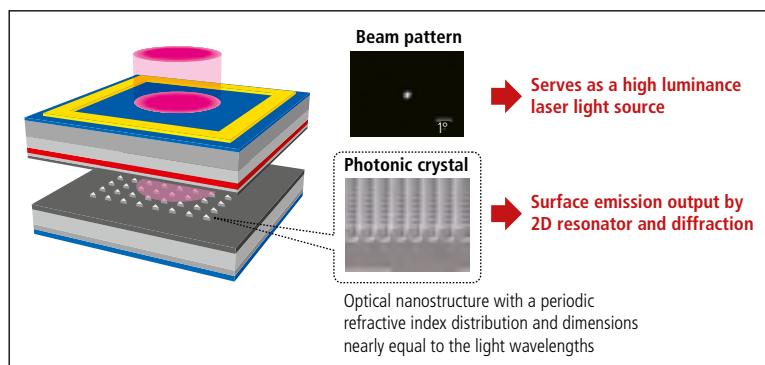 Beam pattern
1°
Serves as a high luminance
laser light source
Photonic crystal
Surface emission output by
2D resonator and diffraction
Optical nanostructure with a periodic
refractive index distribution and dimensions
nearly equal to the light wavelengths